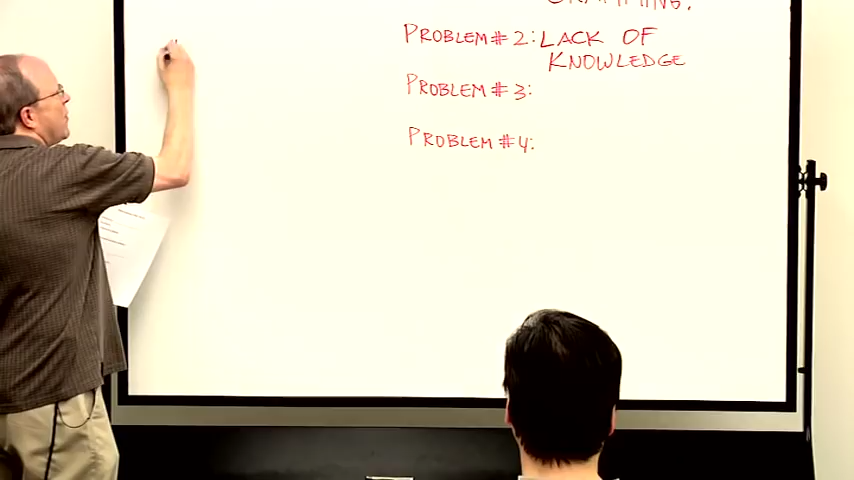 PROBLEM # 2: LACK OF
KNOWLEDGE
PROBLEM # 3:
PROBLEM # 4: